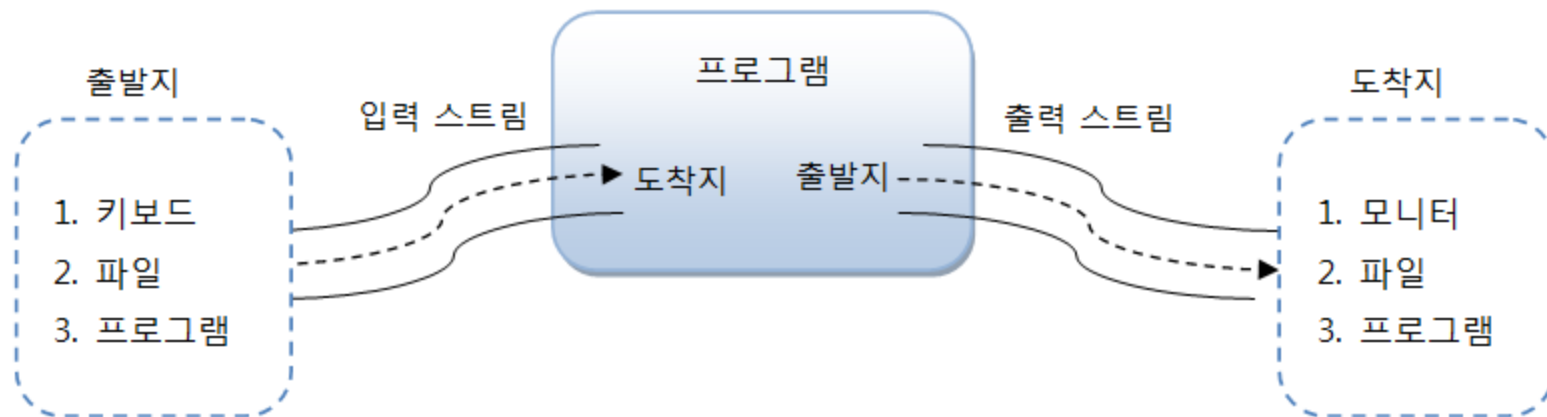 프로그램
출발지
도착지
입력 스트림
출력 스트림
도착지
출발지
1. 키보드
2. 파일
3. 프로그램
1. 모니터
2. 파일
3. 프로그램